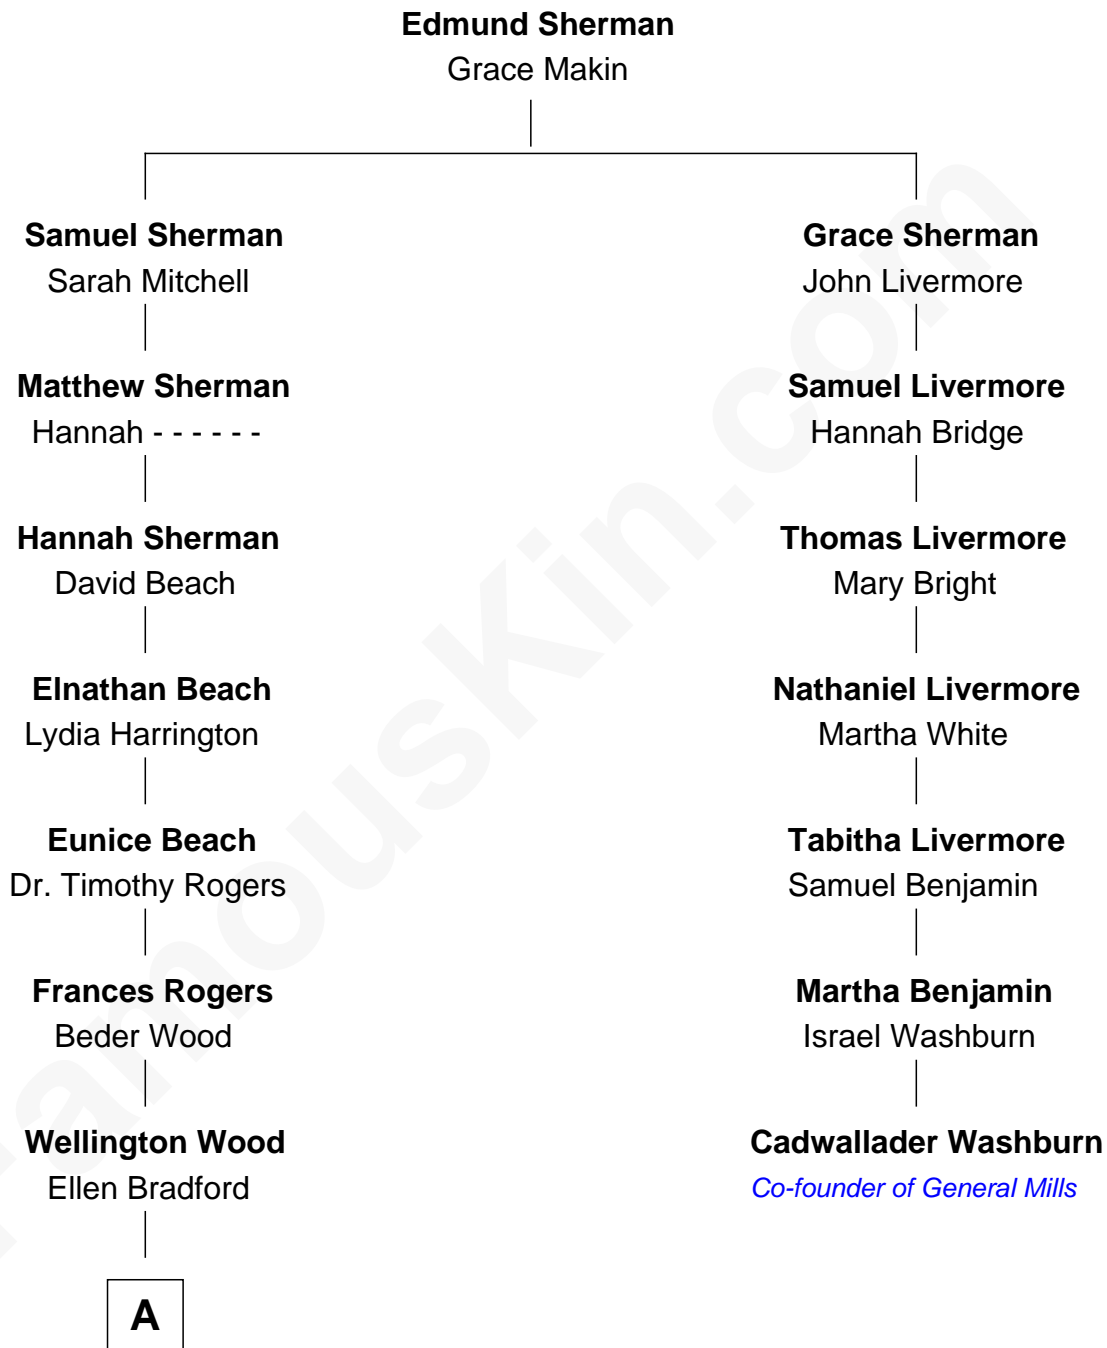 Edmund Sherman
Grace Makin
Samuel Sherman
Sarah Mitchell
Grace Sherman
John Livermore
Matthew Sherman
Hannah - - - - - -
Samuel Livermore
Hannah Bridge
Hannah Sherman
David Beach
Thomas Livermore
Mary Bright
Elnathan Beach
Lydia Harrington
Nathaniel Livermore
Martha White
Eunice Beach
Dr. Timothy Rogers
Tabitha Livermore
Samuel Benjamin
Frances Rogers
Beder Wood
Martha Benjamin
Israel Washburn
Wellington Wood
Ellen Bradford
Cadwallader Washburn
Co-founder of General Mills
A
FamousKin.com